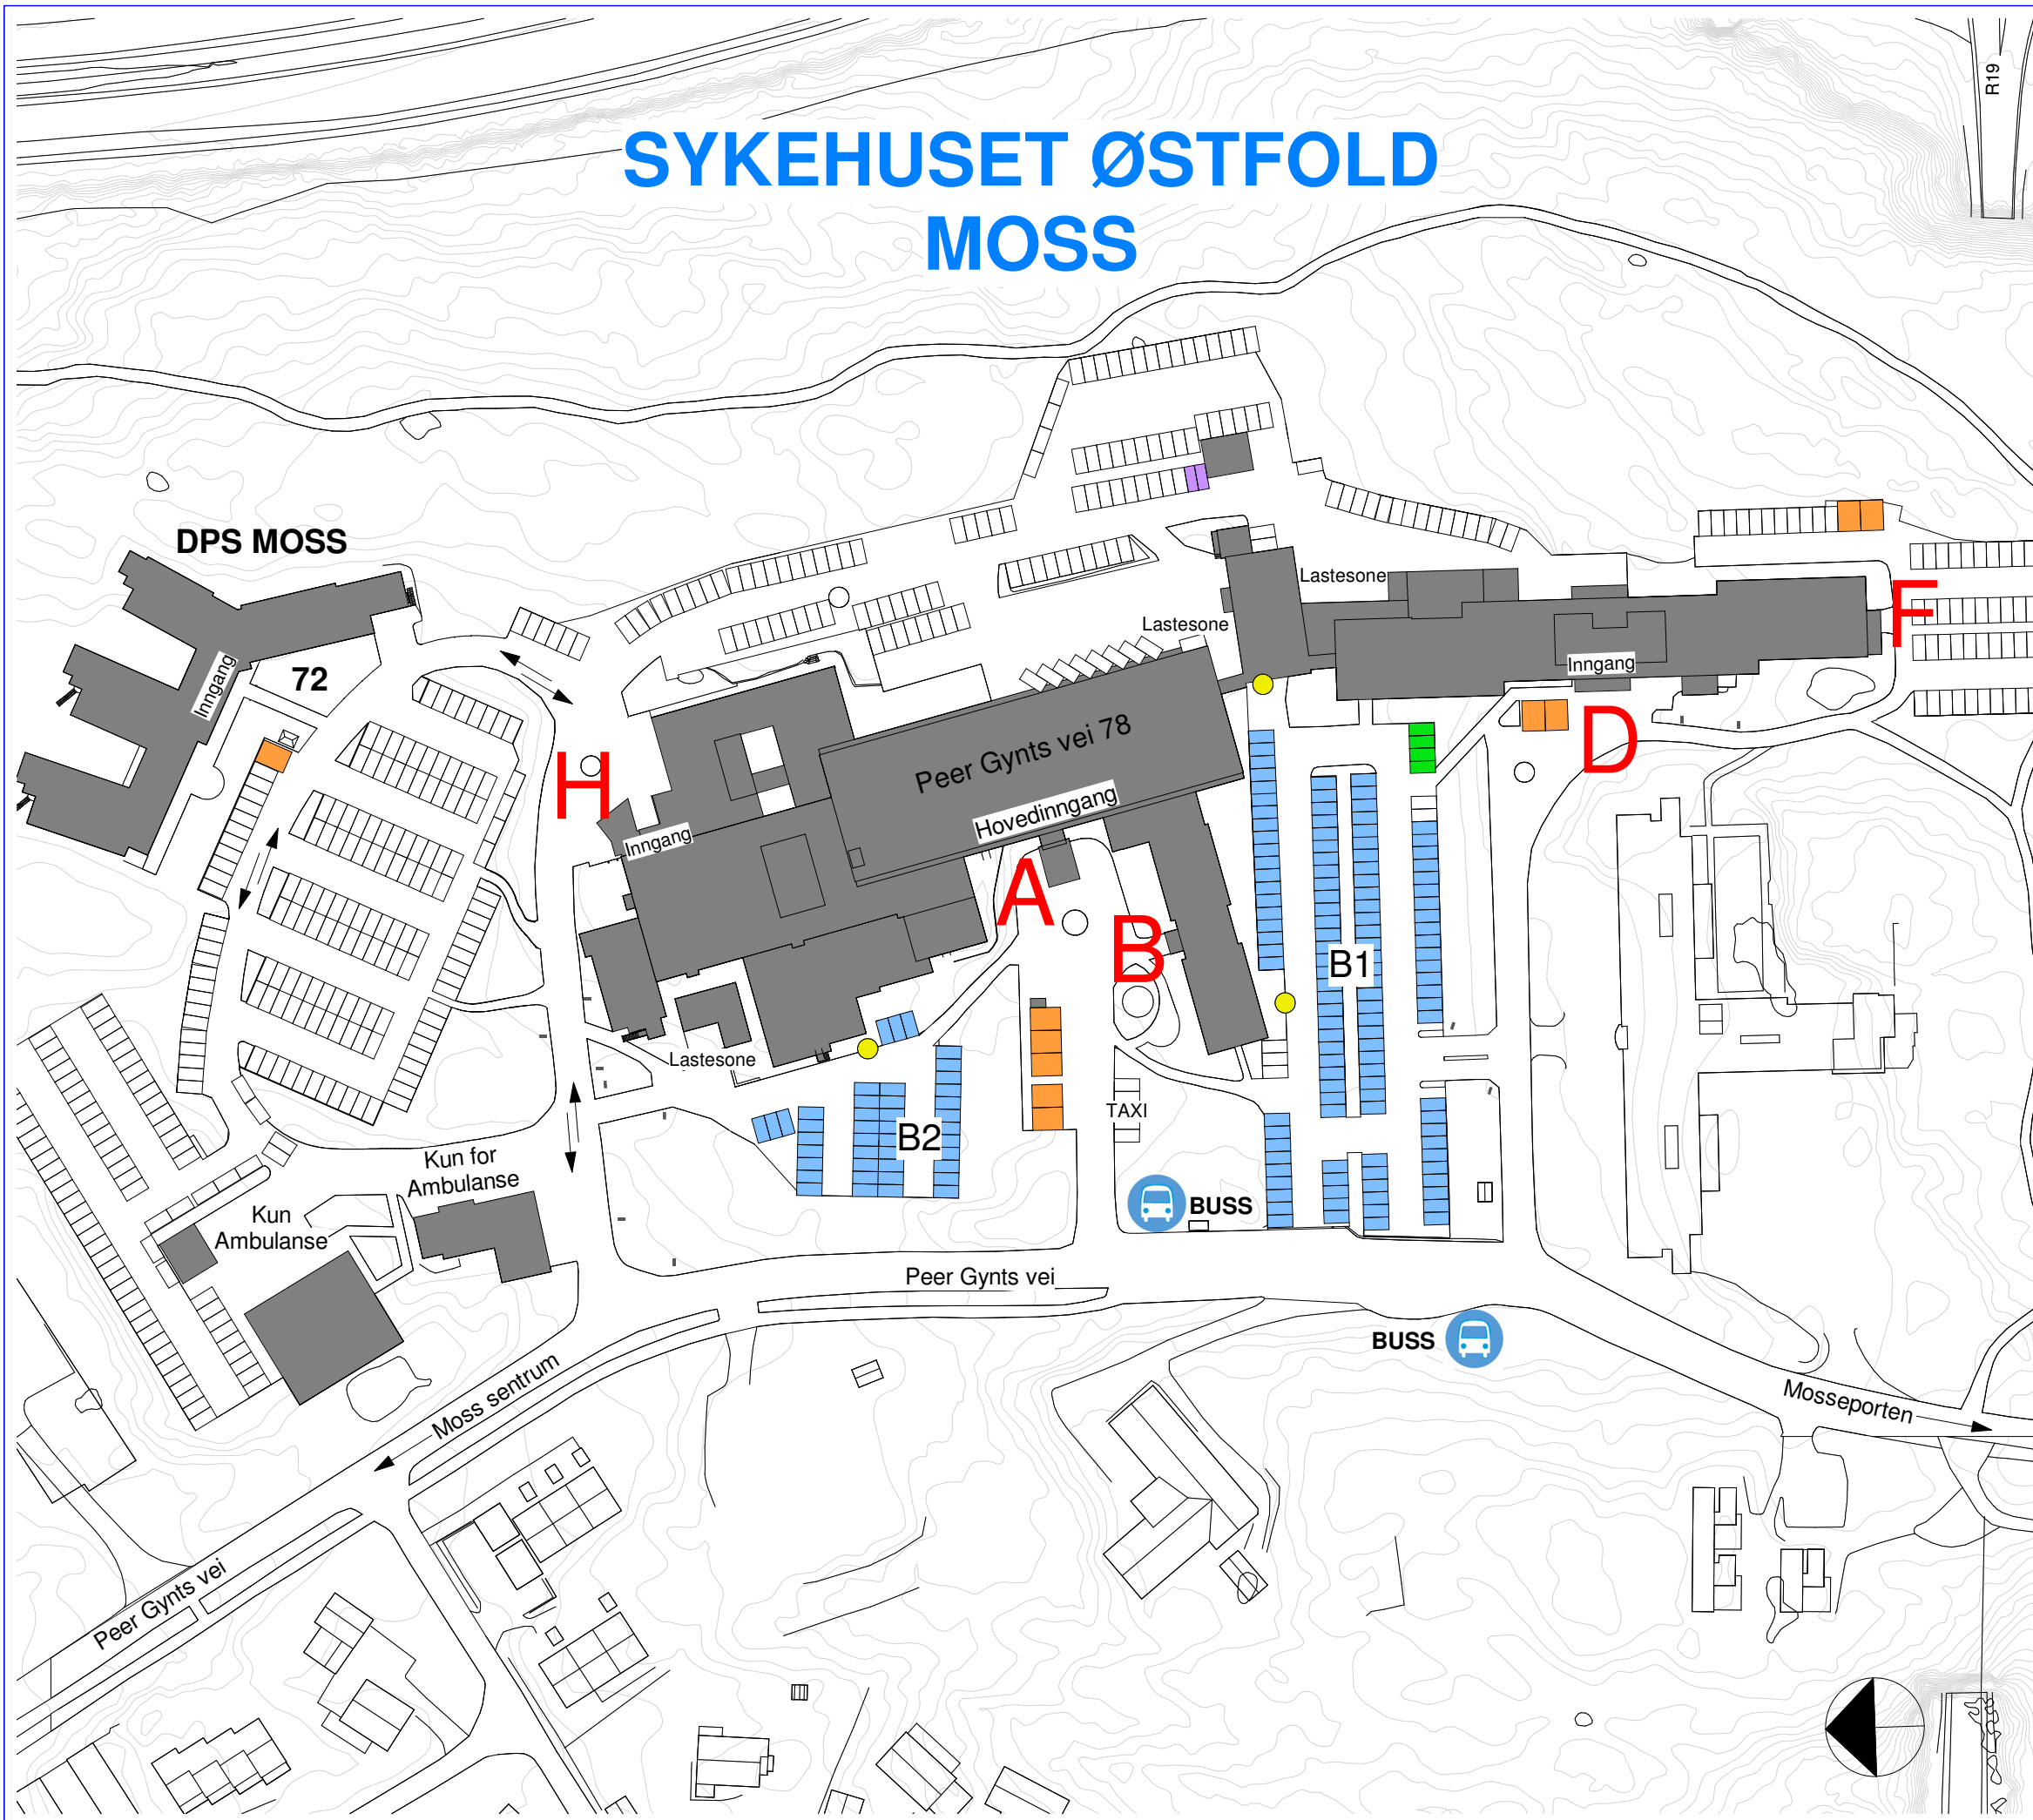 R19
SYKEHUSET ØSTFOLD
MOSS
DPS MOSS
Lastesone
Lastesone
F
Inngang
72
Inngang
D
Peer Gynts vei 78
H
Hovedinngang
Inngang
A
B
B1
Lastesone
TAXI
B2
Kun for
Ambulanse
BUSS
Kun
Ambulanse
Peer Gynts vei
BUSS
Mosseporten
Moss sentrum
Peer Gynts vei